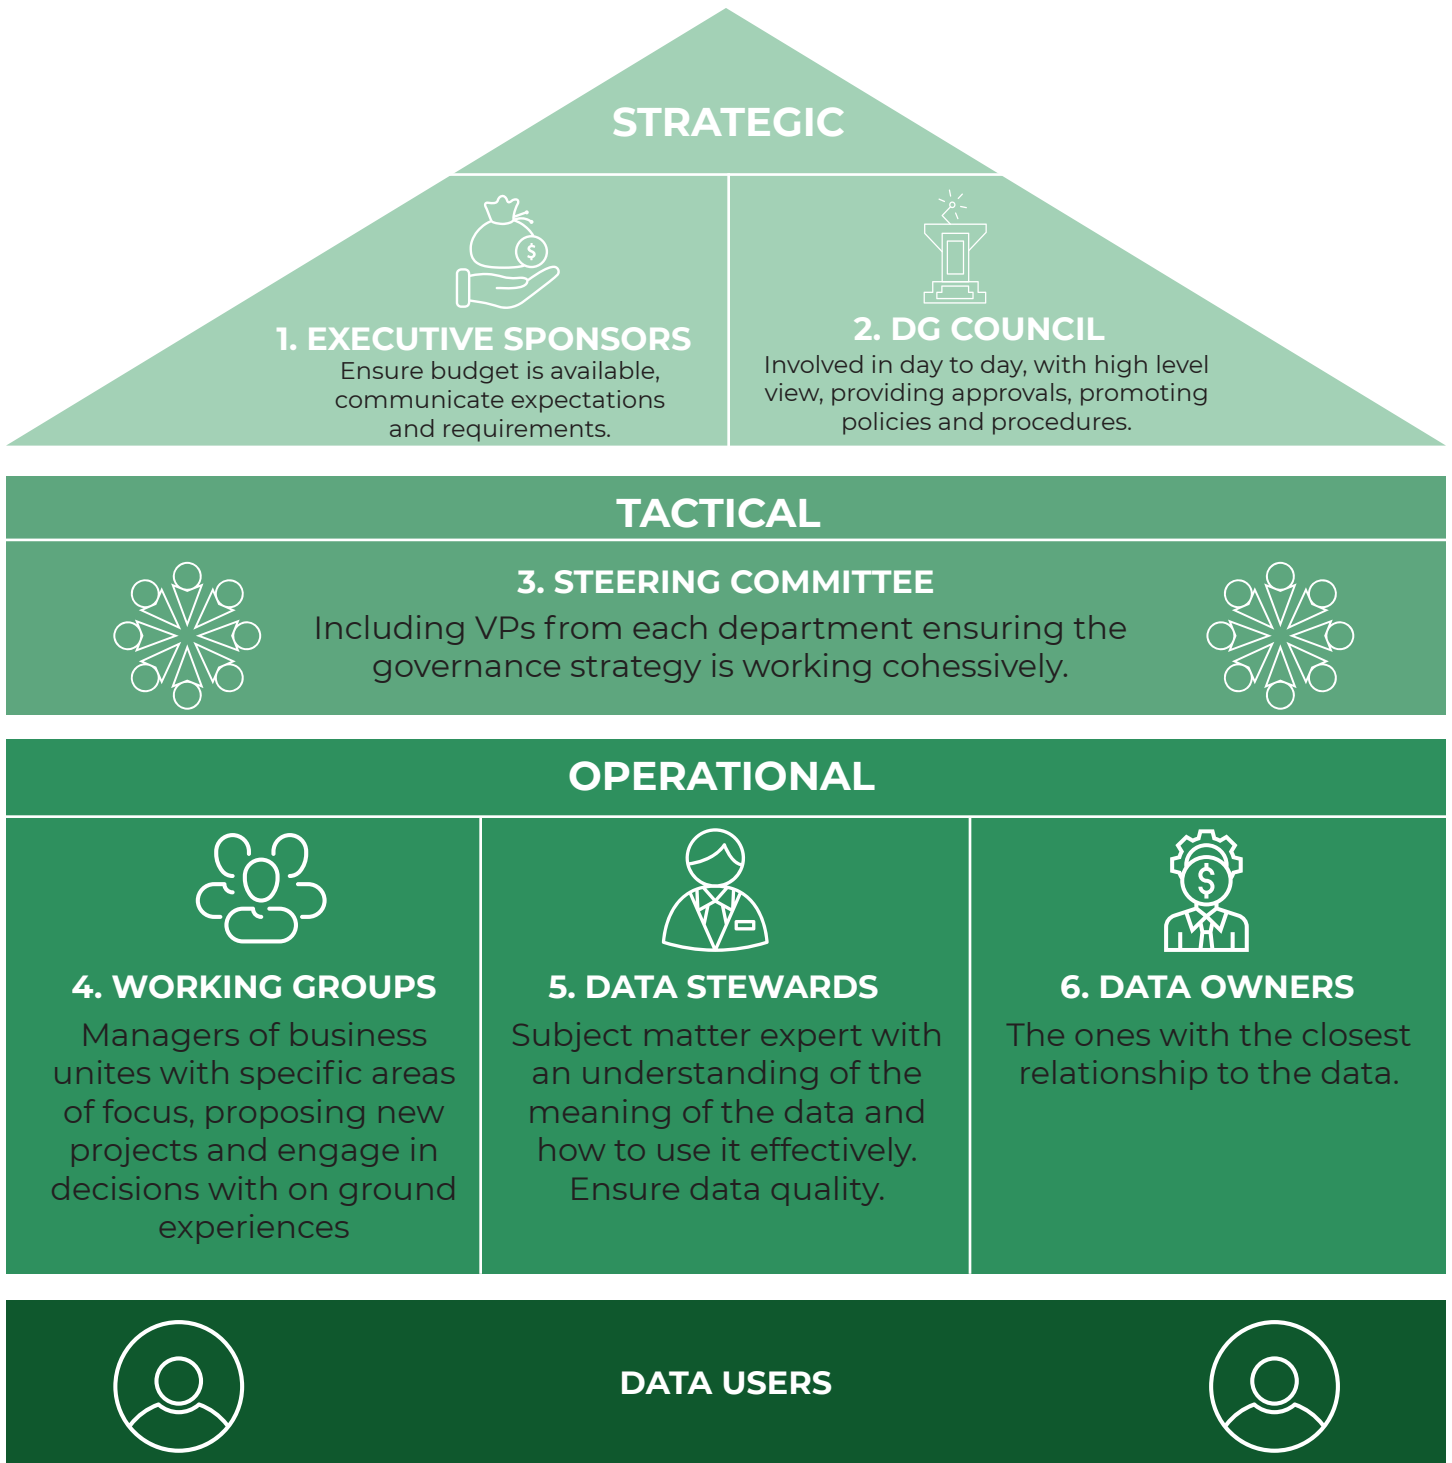 STRATEGIC
1. EXECUTIVE SPONSORS
Ensure budget is available,
communicate expectations
and requirements.
2. DG COUNCIL
Involved in day to day, with high level
view, providing approvals, promoting
policies and procedures.
TACTICAL
3. STEERING COMMITTEE
Including VPs from each department ensuring the
governance strategy is working cohessively.
OPERATIONAL
4. WORKING GROUPS
Managers of business
unites with specific areas
of focus, proposing new
projects and engage in
decisions with on ground
experiences
5. DATA STEWARDS
Subject matter expert with
an understanding of the
meaning of the data and
how to use it effectively.
Ensure data quality.
6. DATA OWNERS
The ones with the closest
relationship to the data.
DATA USERS